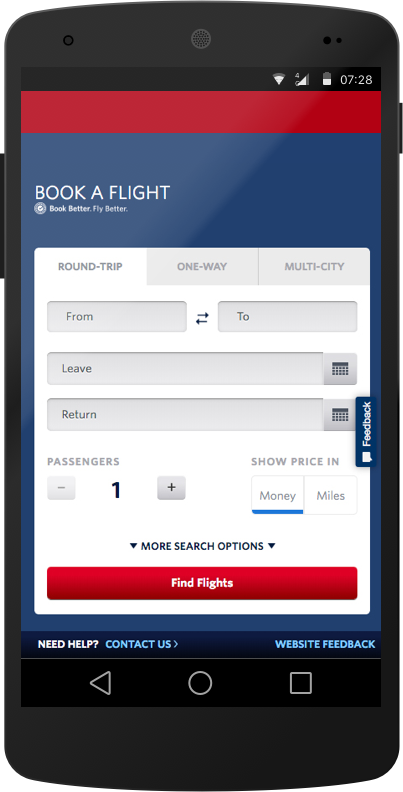 4G 07:28
BOOK A FLIGHT
Book Better. Fly Better.
ROUND-TRIP ONE-WAY MULTI-CITY
From To
Leave
Return
Feedback
PASSENGERS SHOW PRICE IN
− 1 + Money Miles
MORE SEARCH OPTIONS
Find Flights
NEED HELP? CONTACT US > WEBSITE FEEDBACK